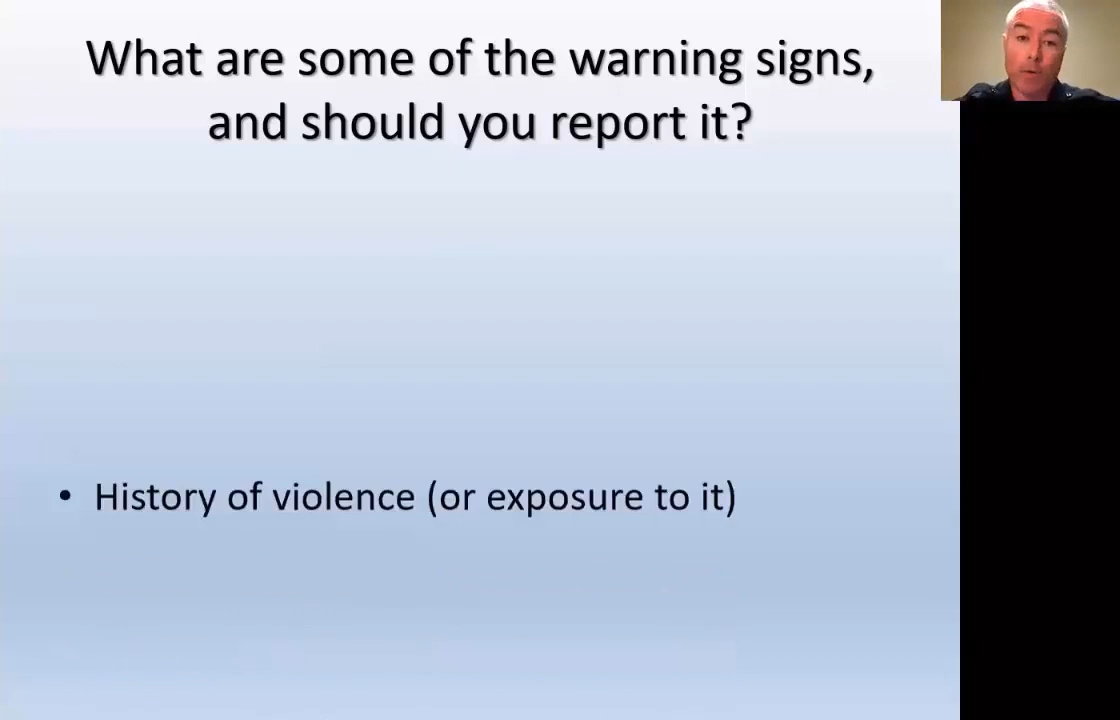 What are some of the warning signs,
and should you report it?
• History of violence (or exposure to it)